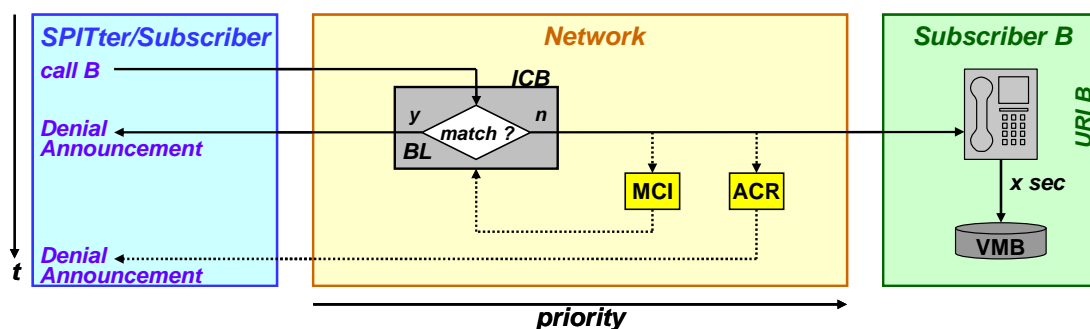 SPITter/Subscriber
Network
Subscriber B
call B
ICB
y
n
match ?
BL
Denial
Announcement
URI B
MCI
ACR
x sec
VMB
Denial
Announcement
t
priority